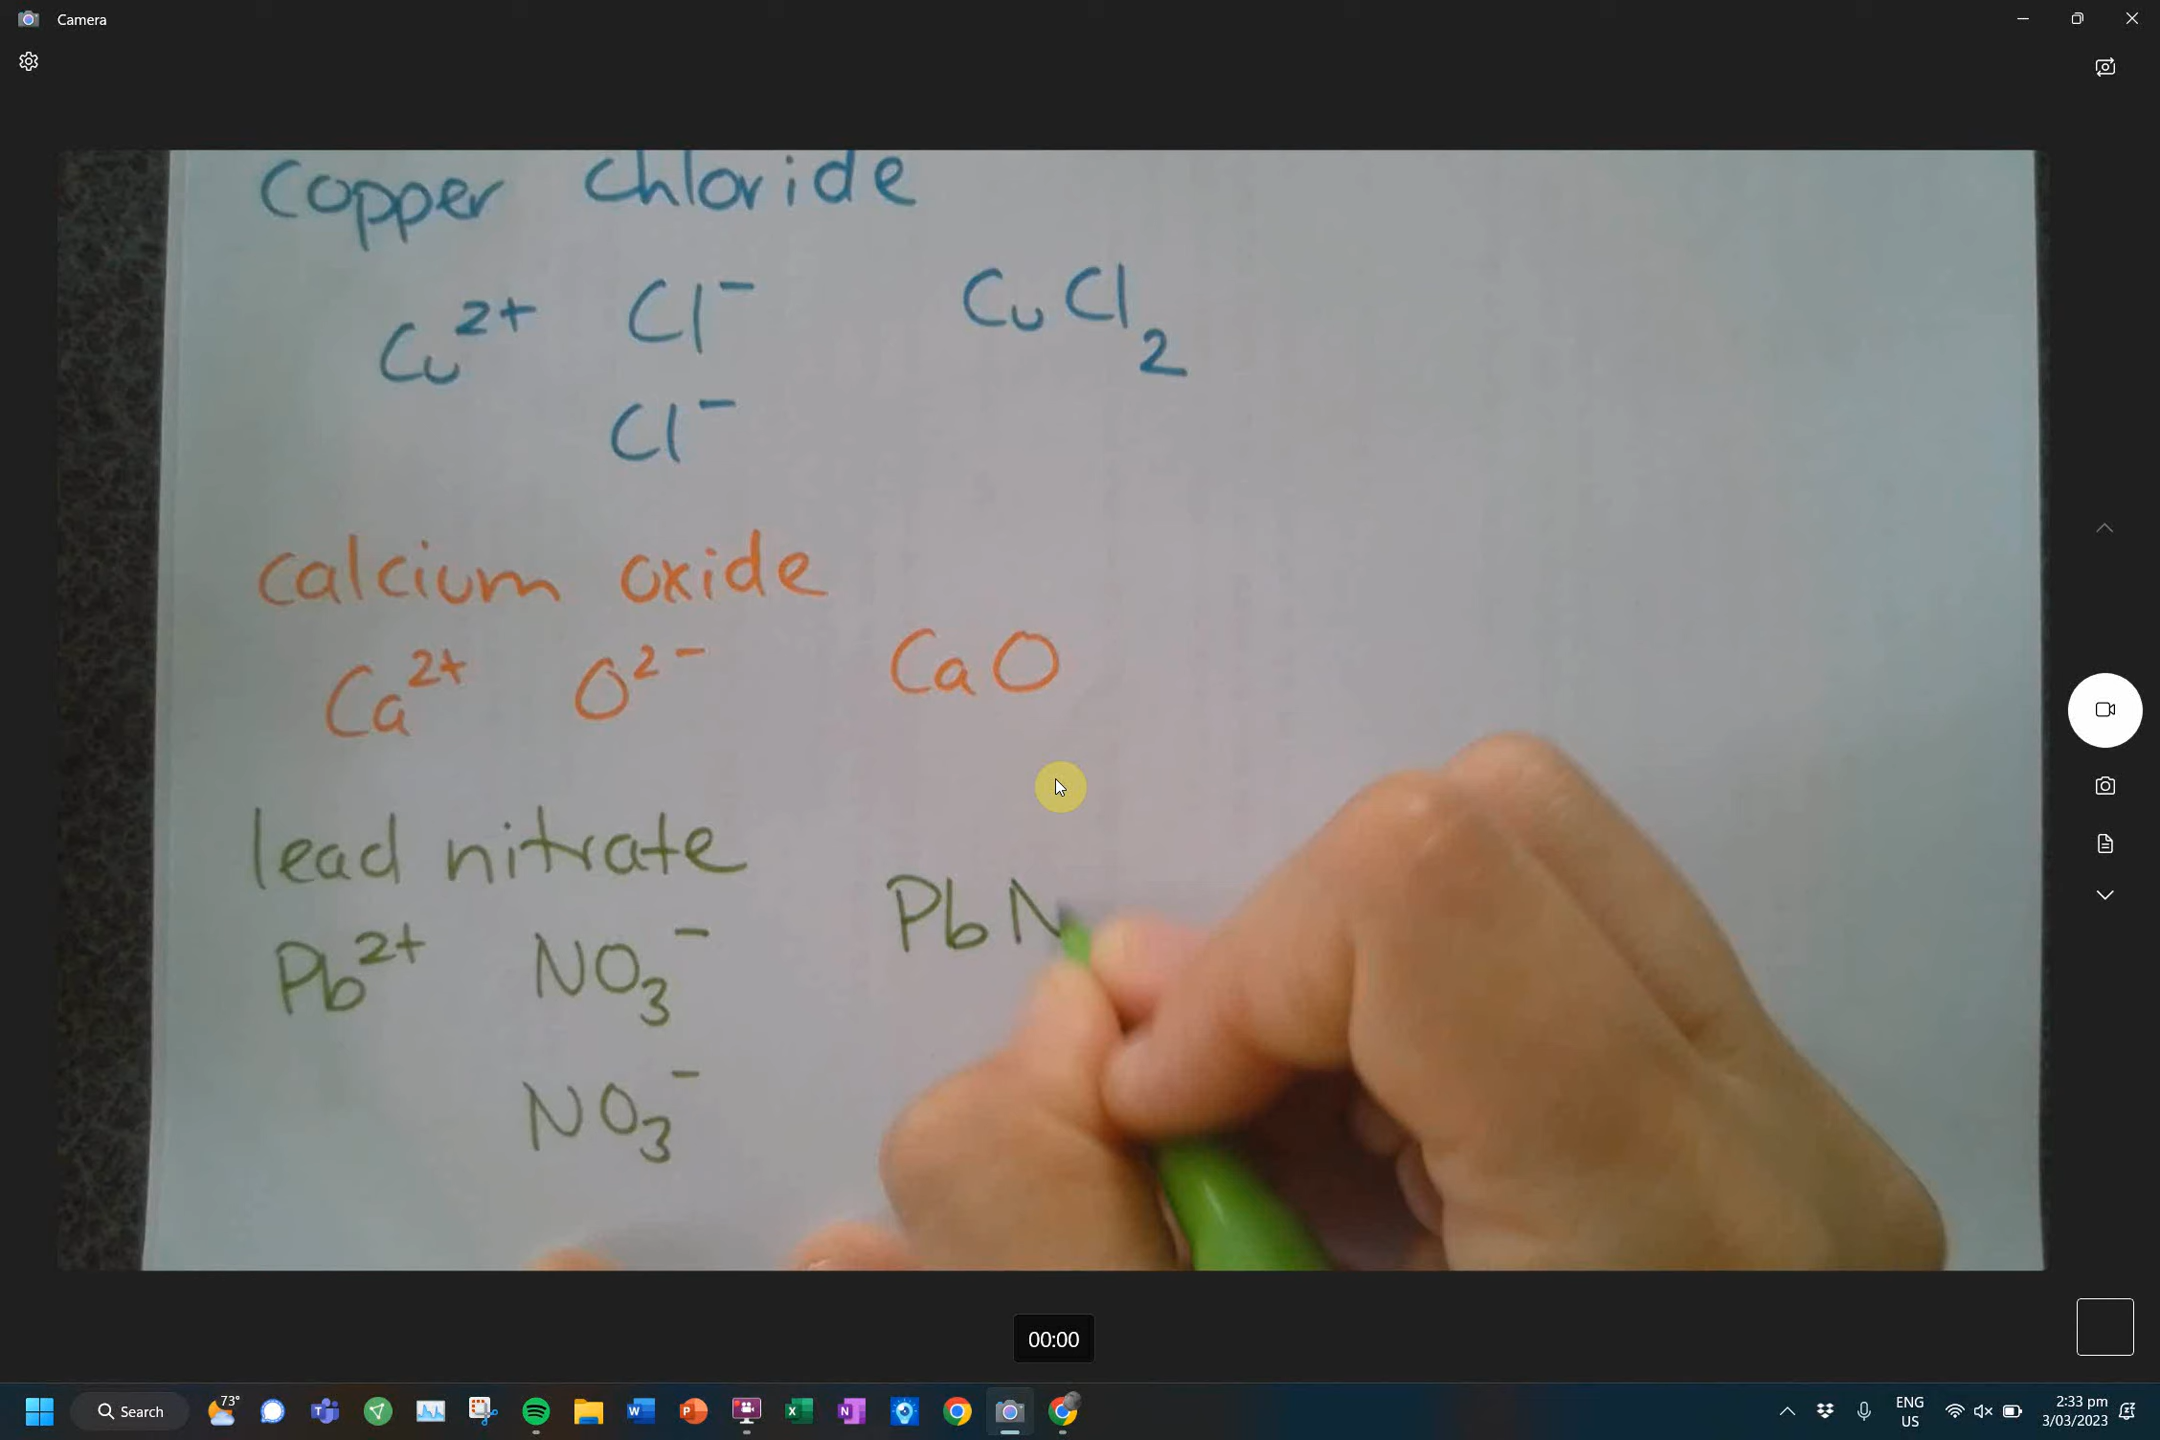 Camera
copper chloride
Cu²⁺ Cl⁻ CuCl₂
Cl⁻
calcium oxide
Ca²⁺ O²⁻ CaO
lead nitrate
Pb²⁺ NO₃⁻ PbN
NO₃⁻
00:00
73°
Search
ENG
US
2:33 pm
3/03/2023